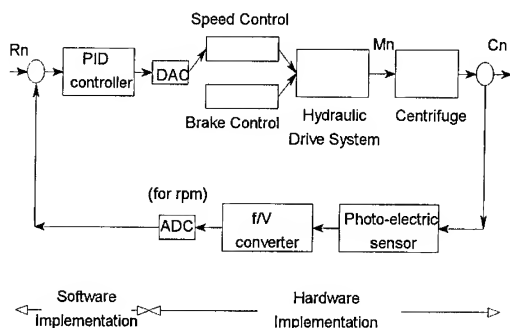 Speed Control
Rn
PID
controller
DAC
Mn
Cn
Brake Control
Hydraulic
Drive System
Centrifuge
(for rpm)
ADC
f/V
converter
Photo-electric
sensor
Software
Implementation
Hardware
Implementation